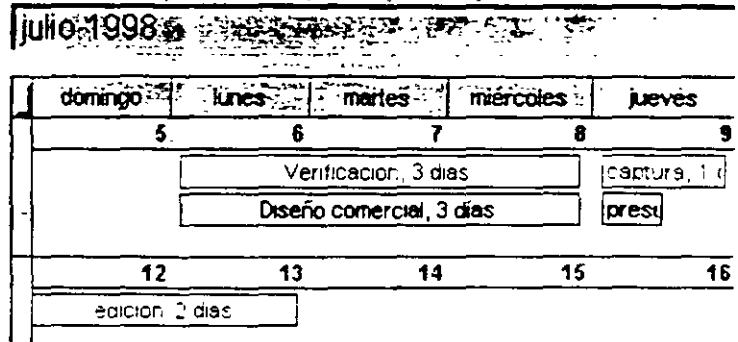 julio 1998
domingo lunes martes miércoles jueves
5 6 7 8 9
Verificacion, 3 dias captura, 1 d
Diseño comercial, 3 días presu
12 13 14 15 16
edicion 2 dias